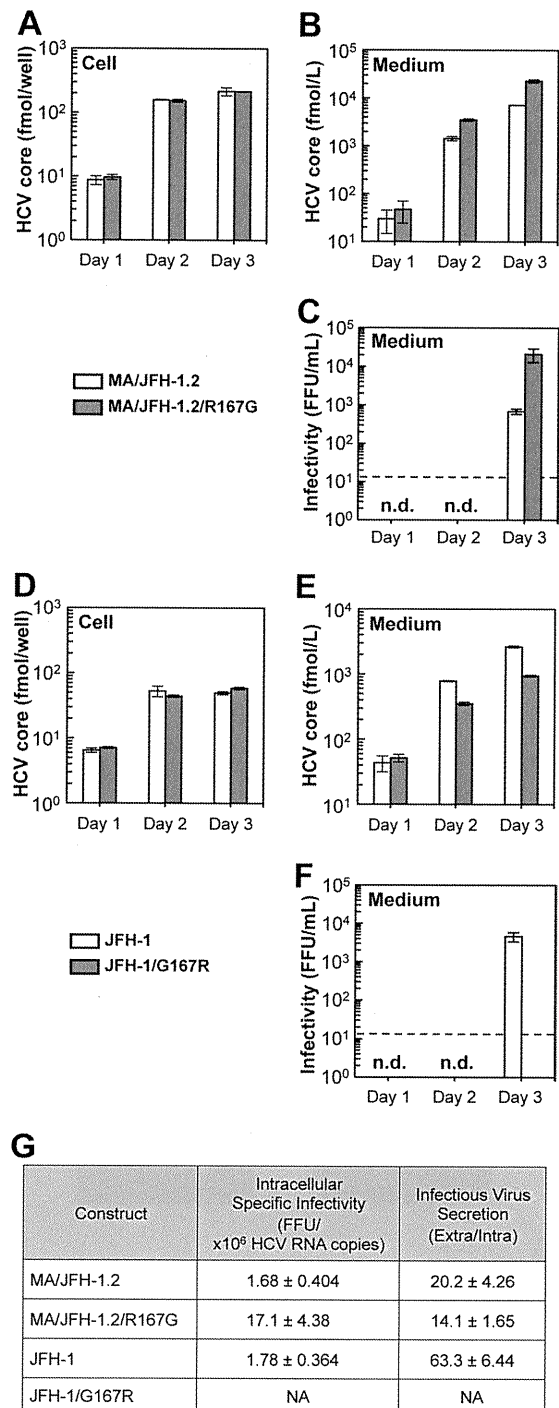 A
Cell
HCV core (fmol/well)
10³
10²
10¹
10⁰
Day 1 Day 2 Day 3
B
Medium
HCV core (fmol/L)
10⁵
10⁴
10³
10²
10¹
Day 1 Day 2 Day 3
MA/JFH-1.2
MA/JFH-1.2/R167G
C
Medium
Infectivity (FFU/mL)
10⁵
10⁴
10³
10²
10¹
10⁰
n.d. n.d.
Day 1 Day 2 Day 3
D
Cell
HCV core (fmol/well)
10³
10²
10¹
10⁰
Day 1 Day 2 Day 3
E
Medium
HCV core (fmol/L)
10⁴
10³
10²
10¹
Day 1 Day 2 Day 3
JFH-1
JFH-1/G167R
F
Medium
Infectivity (FFU/mL)
10⁵
10⁴
10³
10²
10¹
10⁰
n.d. n.d.
Day 1 Day 2 Day 3
G
Construct
Intracellular
Specific Infectivity
(FFU/
x10⁶ HCV RNA copies)
Infectious Virus
Secretion
(Extra/Intra)
MA/JFH-1.2 1.68 ± 0.404 20.2 ± 4.26
MA/JFH-1.2/R167G 17.1 ± 4.38 14.1 ± 1.65
JFH-1 1.78 ± 0.364 63.3 ± 6.44
JFH-1/G167R NA NA